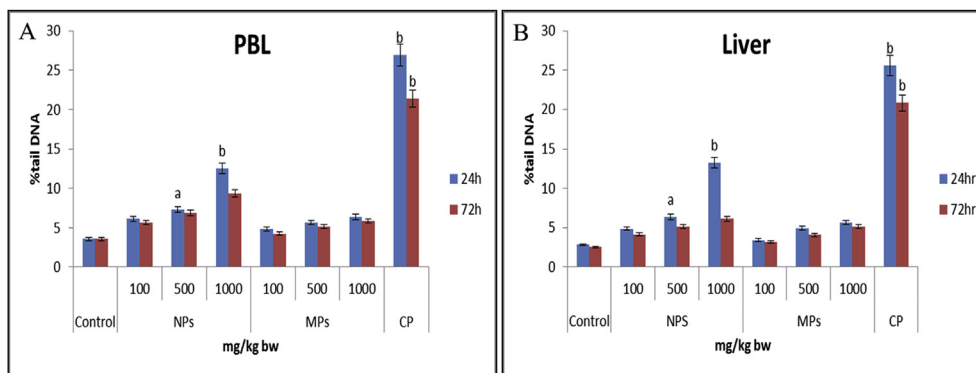 A
PBL
30
25
20
15
10
5
0
%tail DNA
b
b
b
a
24h
72h
100 500 1000 100 500 1000
Control NPs MPs CP
mg/kg bw
B
Liver
30
25
20
15
10
5
0
%tail DNA
b
b
b
a
24hr
72hr
100 500 1000 100 500 1000
Control NPS MPs CP
mg/kg bw